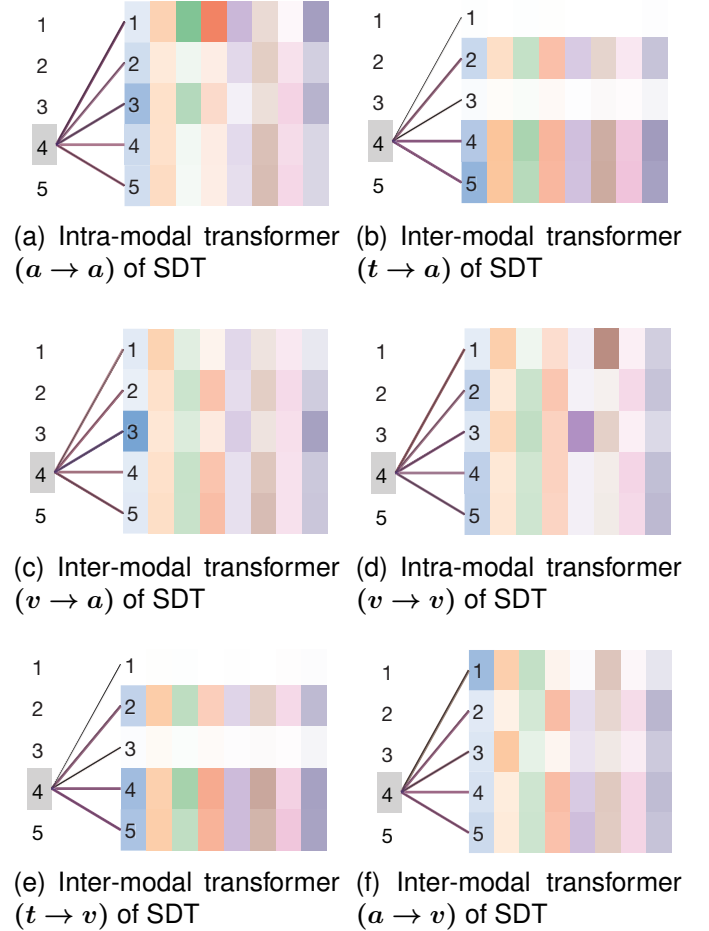 1 1
2 2
3 3
4 4
5 5
(a) Intra-modal transformer
(a → a) of SDT
1 1
2 2
3 3
4 4
5 5
(b) Inter-modal transformer
(t → a) of SDT
1 1
2 2
3 3
4 4
5 5
(c) Inter-modal transformer
(v → a) of SDT
1 1
2 2
3 3
4 4
5 5
(d) Intra-modal transformer
(v → v) of SDT
1 1
2 2
3 3
4 4
5 5
(e) Inter-modal transformer
(t → v) of SDT
1 1
2 2
3 3
4 4
5 5
(f) Inter-modal transformer
(a → v) of SDT